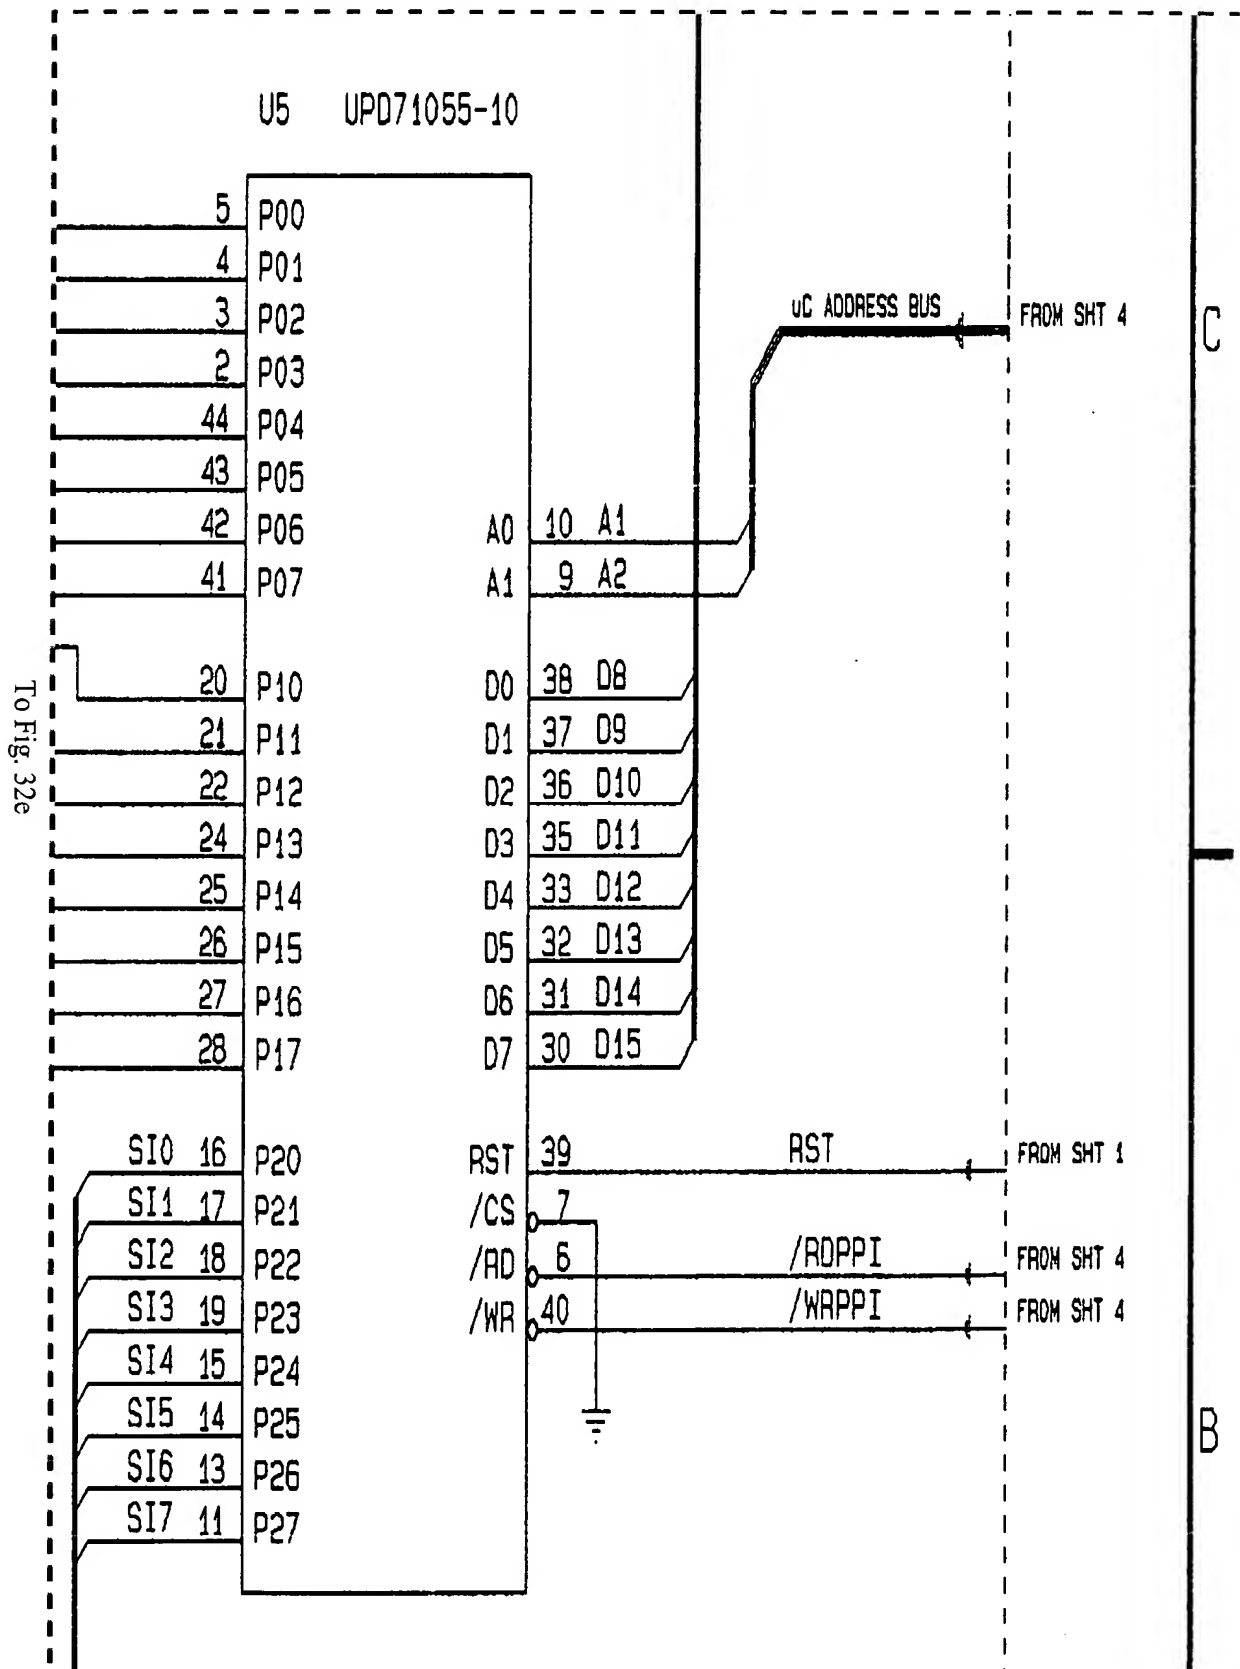 U5 UPD71055-10
5 P00
4 P01
3 P02
2 P03
44 P04
43 P05
42 P06
41 P07
20 P10
21 P11
22 P12
24 P13
25 P14
26 P15
27 P16
28 P17
SI0 16 P20
SI1 17 P21
SI2 18 P22
SI3 19 P23
SI4 15 P24
SI5 14 P25
SI6 13 P26
SI7 11 P27
A0 10 A1
A1 9 A2
D0 38 D8
D1 37 D9
D2 36 D10
D3 35 D11
D4 33 D12
D5 32 D13
D6 31 D14
D7 30 D15
RST 39 RST FROM SHT 1
/CS 7
/RD 6 /RDPPI FROM SHT 4
/WR 40 /WRPPI FROM SHT 4
uC ADDRESS BUS FROM SHT 4
C
B
To Fig. 32e